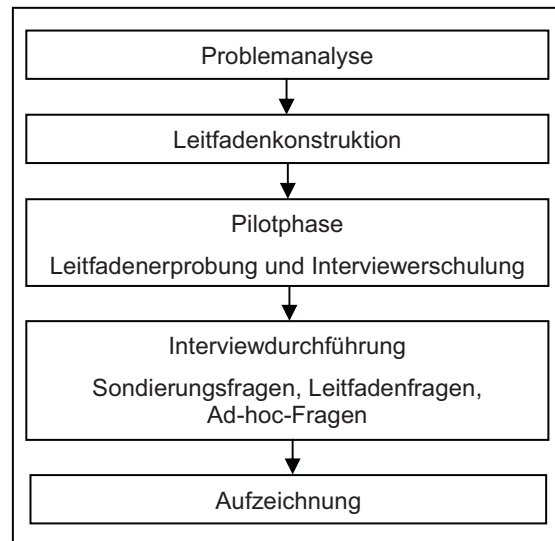 Problemanalyse
Leitfadenkonstruktion
Pilotphase
Leitfadenerprobung und Interviewerschulung
Interviewdurchführung
Sondierungsfragen, Leitfadenfragen,
Ad-hoc-Fragen
Aufzeichnung